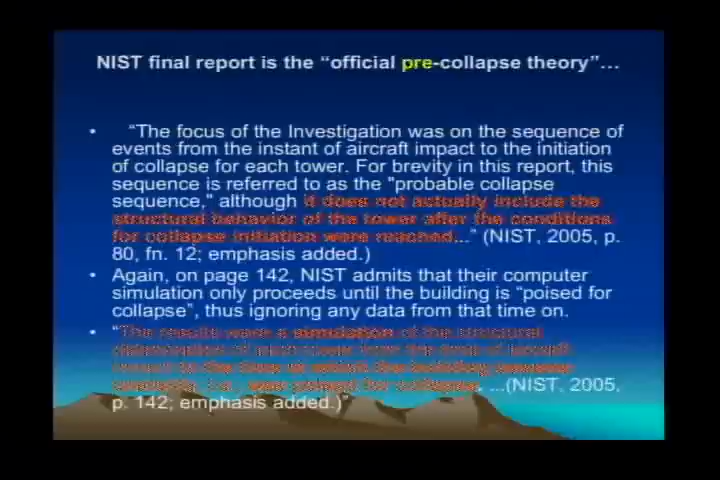 NIST final report is the “official pre-collapse theory”…
• “The focus of the Investigation was on the sequence of
events from the instant of aircraft impact to the initiation
of collapse for each tower. For brevity in this report, this
sequence is referred to as the "probable collapse
sequence," although it does not actually include the
structural behavior of the tower after the conditions
for collapse initiation were reached...” (NIST, 2005, p.
80, fn. 12; emphasis added.)
• Again, on page 142, NIST admits that their computer
simulation only proceeds until the building is “poised for
collapse”, thus ignoring any data from that time on.
• “The results were a simulation of the structural
deterioration of each tower from the time of aircraft
impact to the time at which the building became
unstable, i.e., was poised for collapse. ...(NIST, 2005,
p. 142; emphasis added.)”